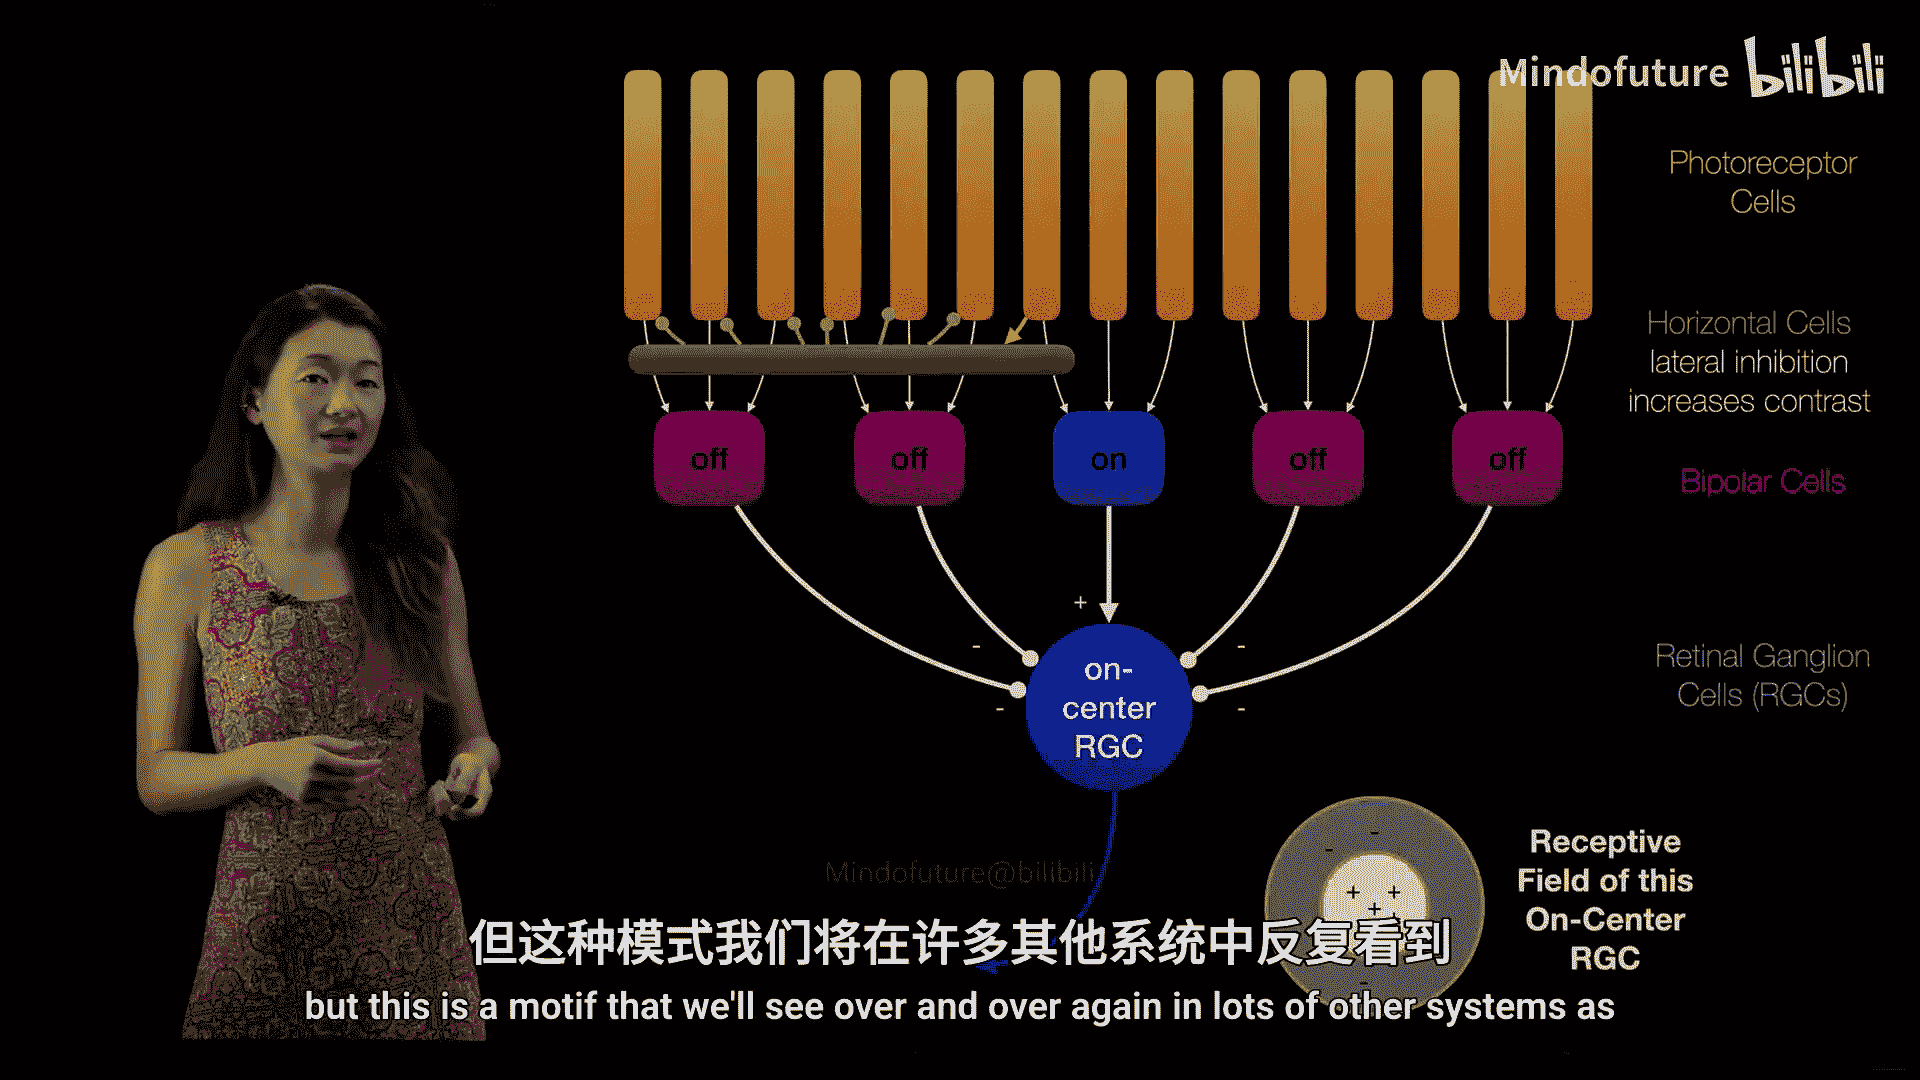 Mindofuture bilibili
Photoreceptor
Cells
Horizontal Cells
lateral inhibition
increases contrast
off
off
on
off
off
Bipolar Cells
+
-
-
-
-
on-
center
RGC
Retinal Ganglion
Cells (RGCs)
Receptive
Field of this
On-Center
RGC
- - + + + -
Mindofuture@bilibili
但这种模式我们将在许多其他系统中反复看到
but this is a motif that we'll see over and over again in lots of other systems as